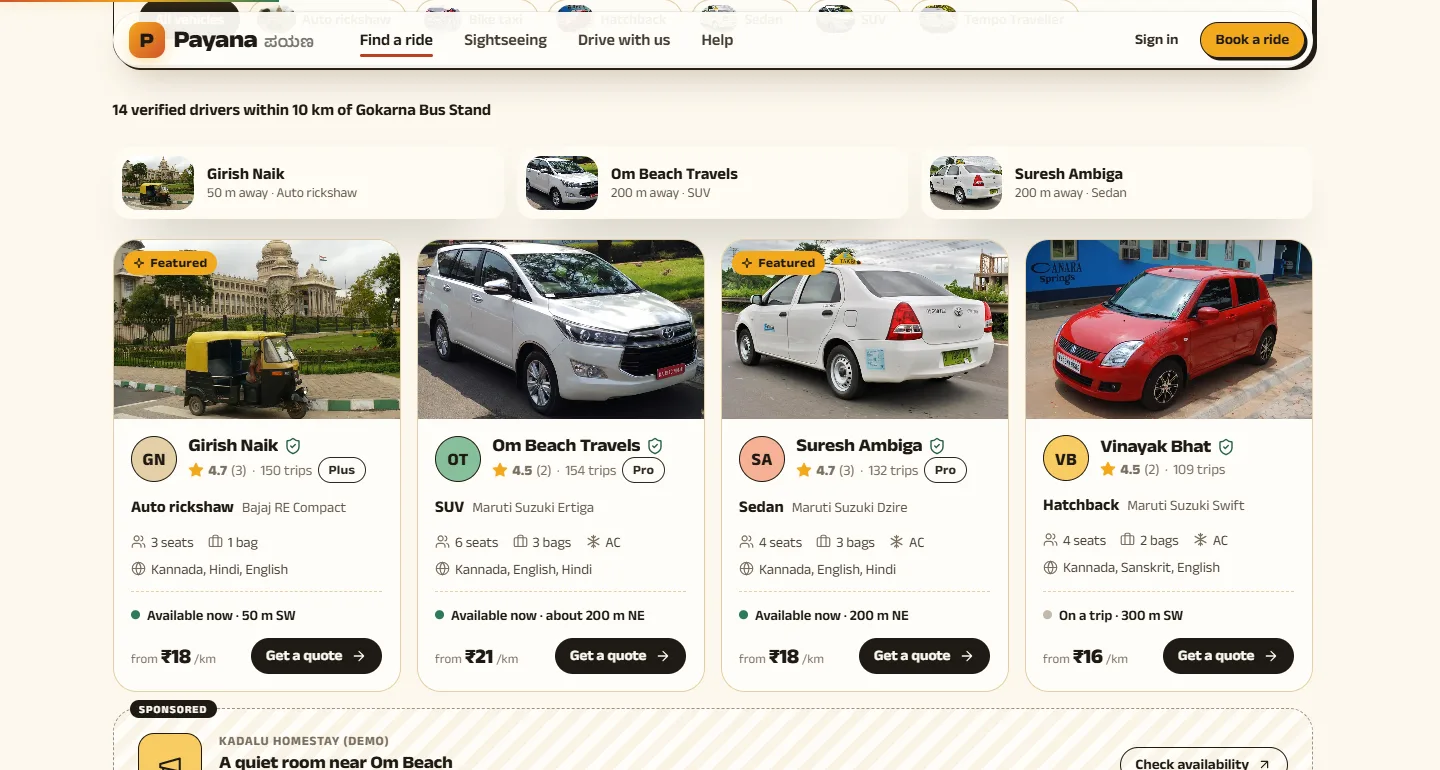 All vehicles Auto rickshaw Bike taxi Hatchback Sedan SUV Tempo Traveller
P Payana ಪಯಣ Find a ride Sightseeing Drive with us Help Sign in Book a ride
14 verified drivers within 10 km of Gokarna Bus Stand
Girish Naik
50 m away · Auto rickshaw
Om Beach Travels
200 m away · SUV
Suresh Ambiga
200 m away · Sedan
Featured
GN Girish Naik
4.7 (3) · 150 trips Plus
Auto rickshaw Bajaj RE Compact
3 seats 1 bag
Kannada, Hindi, English
Available now · 50 m SW
from ₹18 /km Get a quote
OT Om Beach Travels
4.5 (2) · 154 trips Pro
SUV Maruti Suzuki Ertiga
6 seats 3 bags AC
Kannada, English, Hindi
Available now · about 200 m NE
from ₹21 /km Get a quote
Featured
SA Suresh Ambiga
4.7 (3) · 132 trips Pro
Sedan Maruti Suzuki Dzire
4 seats 3 bags AC
Kannada, English, Hindi
Available now · 200 m NE
from ₹18 /km Get a quote
CANARA
Springs
VB Vinayak Bhat
4.5 (2) · 109 trips
Hatchback Maruti Suzuki Swift
4 seats 2 bags AC
Kannada, Sanskrit, English
On a trip · 300 m SW
from ₹16 /km Get a quote
SPONSORED
KADALU HOMESTAY (DEMO)
A quiet room near Om Beach
Check availability